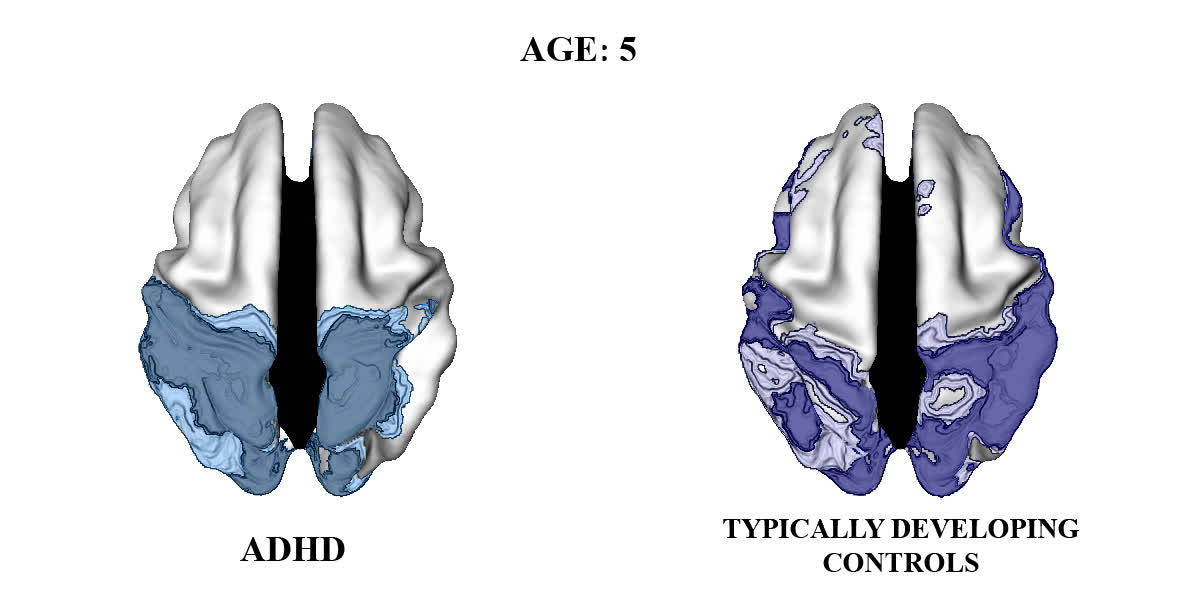 AGE: 5
ADHD
TYPICALLY DEVELOPING
CONTROLS